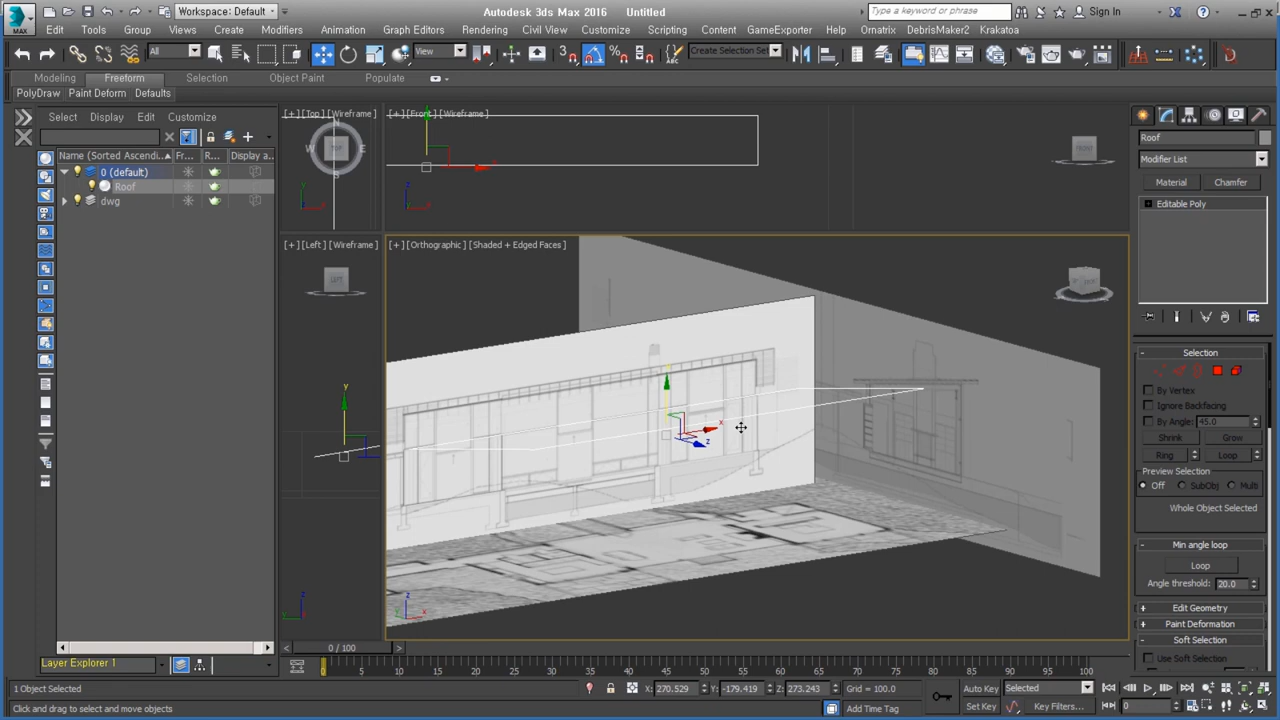 MAX
Workspace: Default
Autodesk 3ds Max 2016 Untitled
Type a keyword or phrase
Sign In
Edit Tools Group Views Create Modifiers Animation Graph Editors Rendering Civil View Customize Scripting Content GameExporter Help Ornatrix DebrisMaker2 Krakatoa
All
View
Create Selection Set
Modeling Freeform Selection Object Paint Populate
PolyDraw Paint Deform Defaults
Select Display Edit Customize
Name (Sorted Ascending) Fr... R... Display a
0 (default)
Roof
dwg
[+] [Top] [Wireframe]
[+] [Front] [Wireframe]
[+] [Left] [Wireframe]
[+] [Orthographic] [Shaded + Edged Faces]
N
W
E
S
TOP
FRONT
LEFT
x
y
z
Roof
Modifier List
Material Chamfer
Editable Poly
Selection
By Vertex
Ignore Backfacing
By Angle: 45.0
Shrink Grow
Ring Loop
Preview Selection
Off SubObj Multi
Whole Object Selected
Min angle loop
Loop
Angle threshold: 20.0
Edit Geometry
Paint Deformation
Soft Selection
Use Soft Selection
0 / 100
Layer Explorer 1
0 5 10 15 20 25 30 35 40 45 50 55 60 65 70 75 80 85 90 95 100
1 Object Selected
X: 270.529 Y: -179.419 Z: 273.243
Grid = 100.0
Auto Key Selected
Click and drag to select and move objects
Add Time Tag
Set Key Key Filters... 0